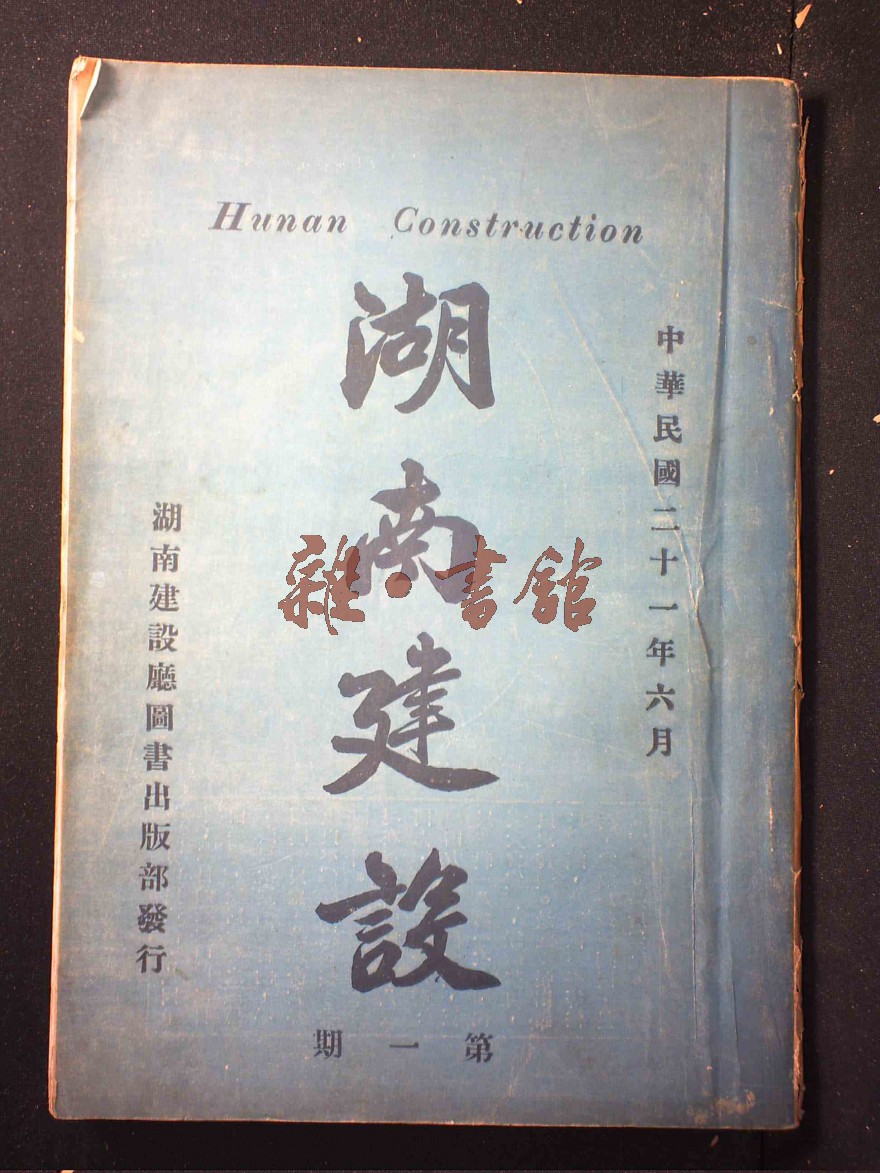 Hunan Construction
中華民國二十一年六月
湖南建設
雜·書館
湖南建設廳圖書出版部發行
第一期